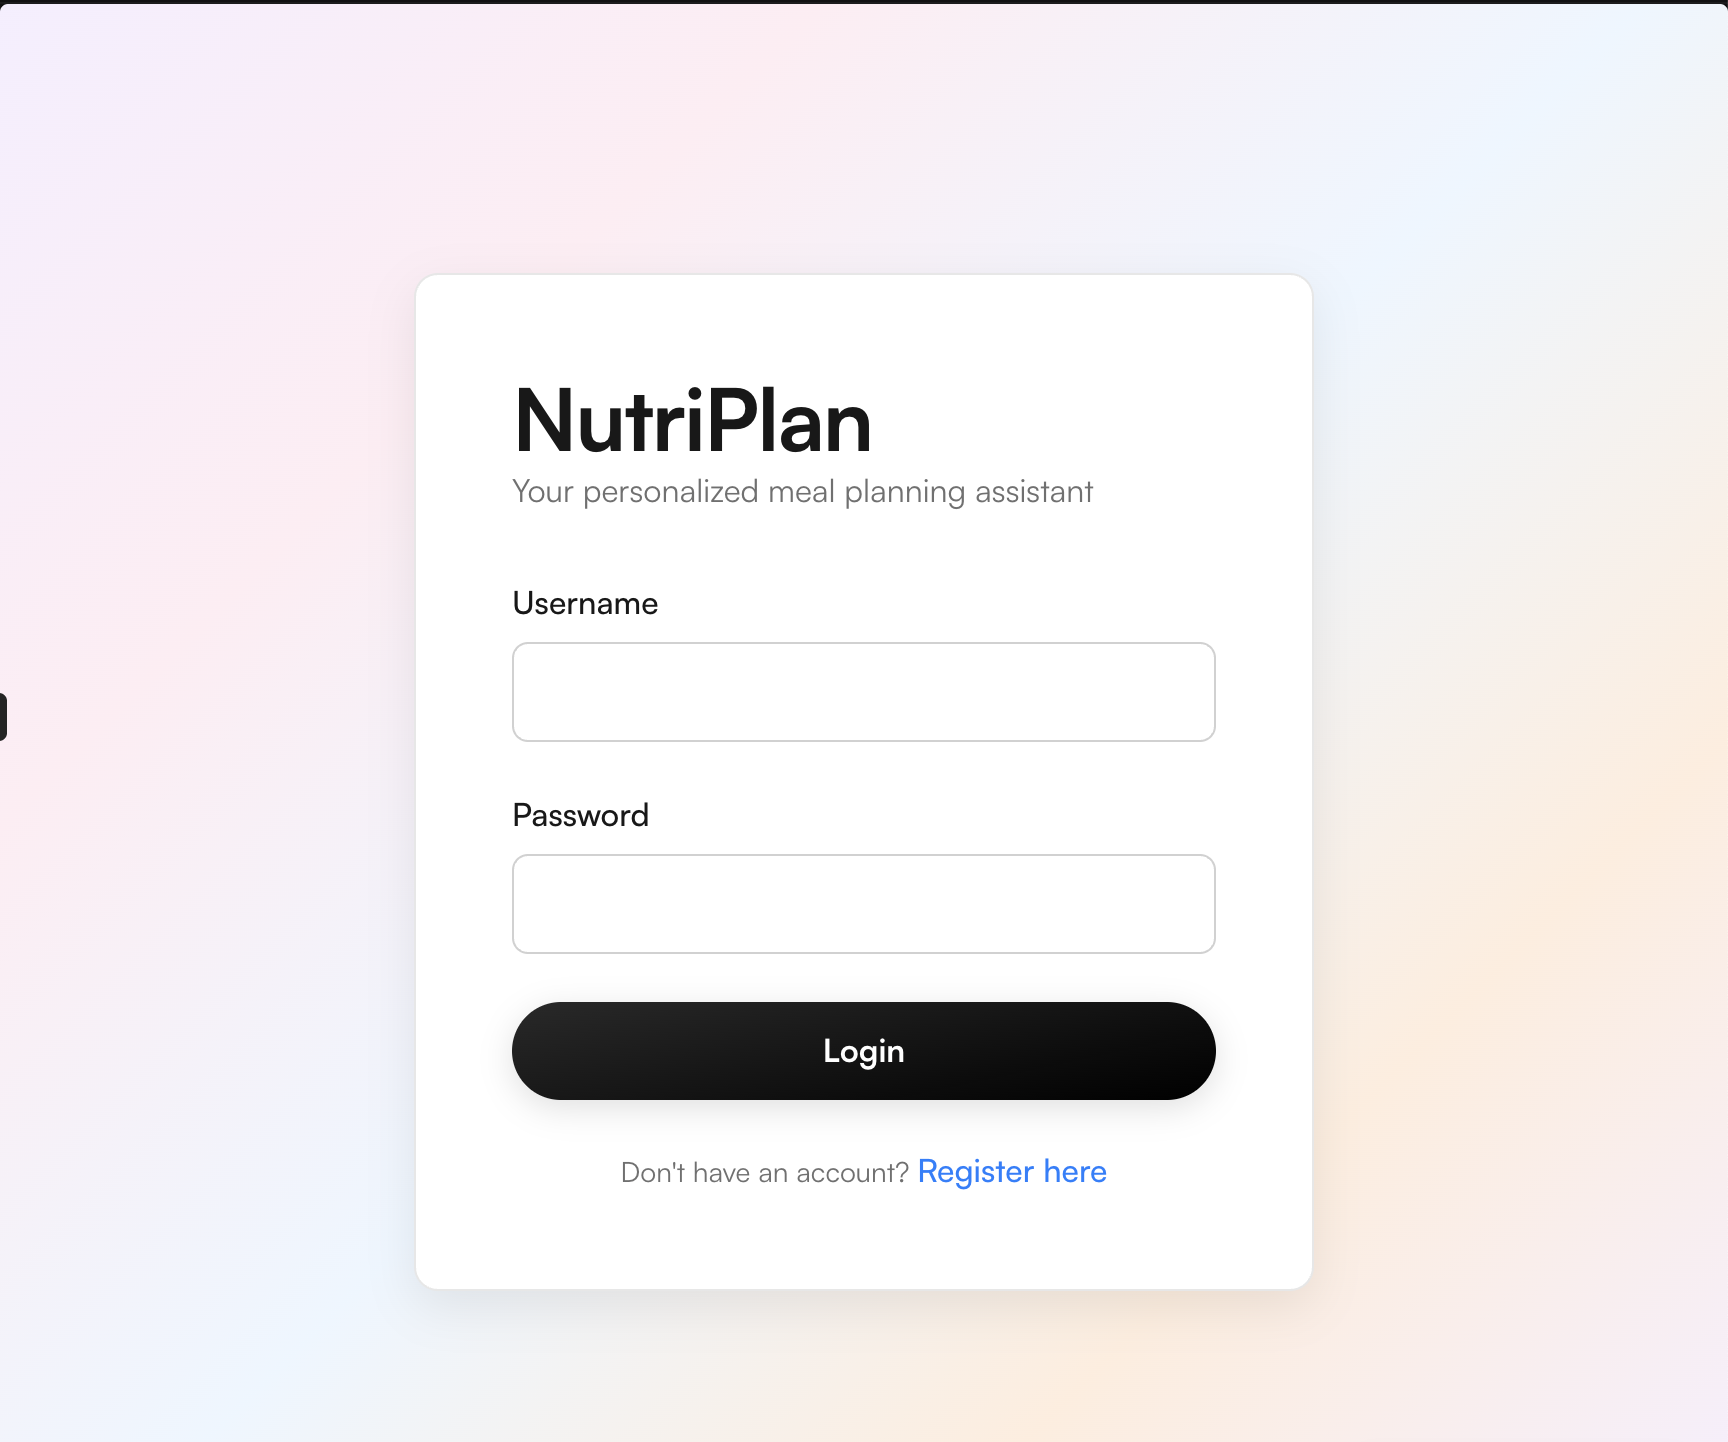 NutriPlan
Your personalized meal planning assistant
Username
Password
Login
Don't have an account? Register here